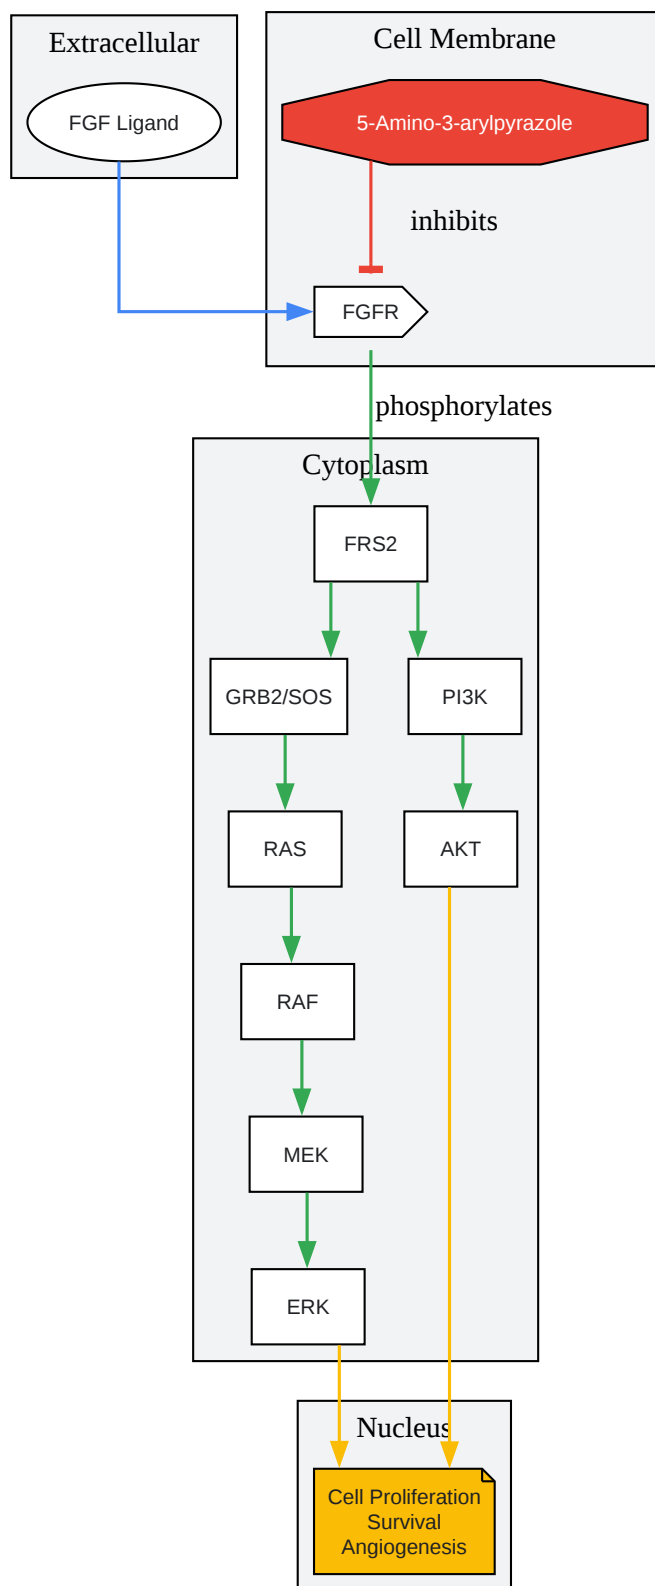 Extracellular
Cell Membrane
FGF Ligand
5-Amino-3-arylpyrazole
inhibits
FGFR
phosphorylates
Cytoplasm
FRS2
GRB2/SOS
PI3K
RAS
AKT
RAF
MEK
ERK
Nucleus
Cell Proliferation
Survival
Angiogenesis